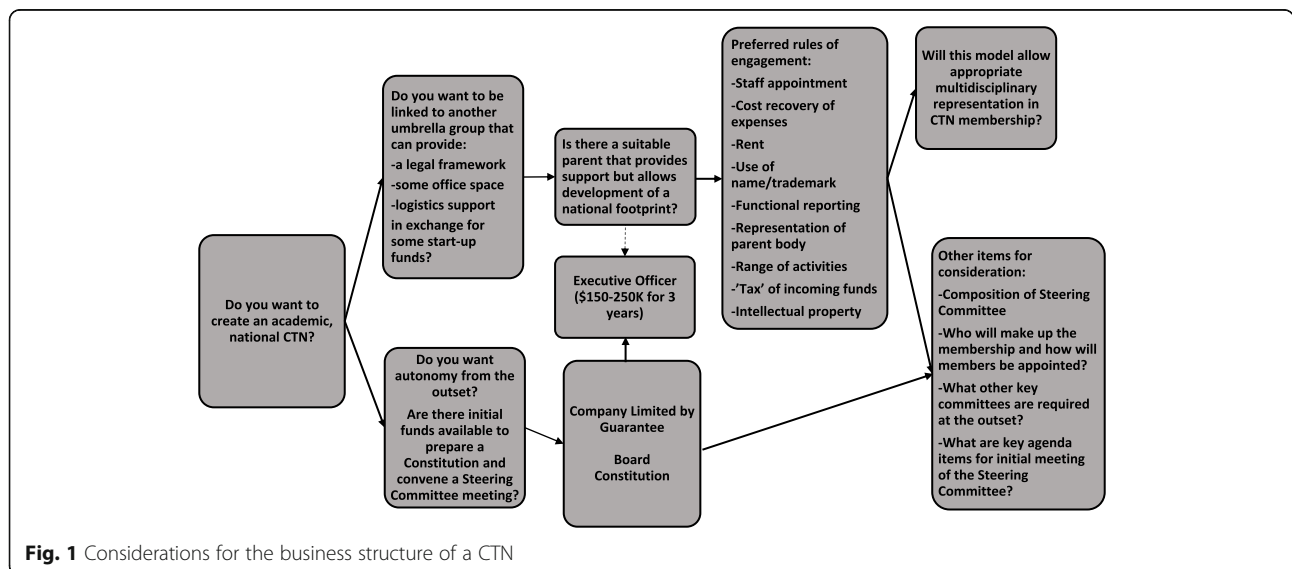 Do you want to
create an academic,
national CTN?
Do you want to be
linked to another
umbrella group that
can provide:
-a legal framework
-some office space
-logistics support
in exchange for
some start-up
funds?
Is there a suitable
parent that provides
support but allows
development of a
national footprint?
Executive Officer
($150-250K for 3
years)
Do you want
autonomy from the
outset?
Are there initial
funds available to
prepare a
Constitution and
convene a Steering
Committee meeting?
Company Limited by
Guarantee
Board
Constitution
Preferred rules of
engagement:
-Staff appointment
-Cost recovery of
expenses
-Rent
-Use of
name/trademark
-Functional reporting
-Representation of
parent body
-Range of activities
-’Tax’ of incoming funds
-Intellectual property
Will this model allow
appropriate
multidisciplinary
representation in
CTN membership?
Other items for
consideration:
-Composition of Steering
Committee
-Who will make up the
membership and how will
members be appointed?
-What other key
committees are required
at the outset?
-What are key agenda
items for initial meeting
of the Steering
Committee?
Fig. 1 Considerations for the business structure of a CTN